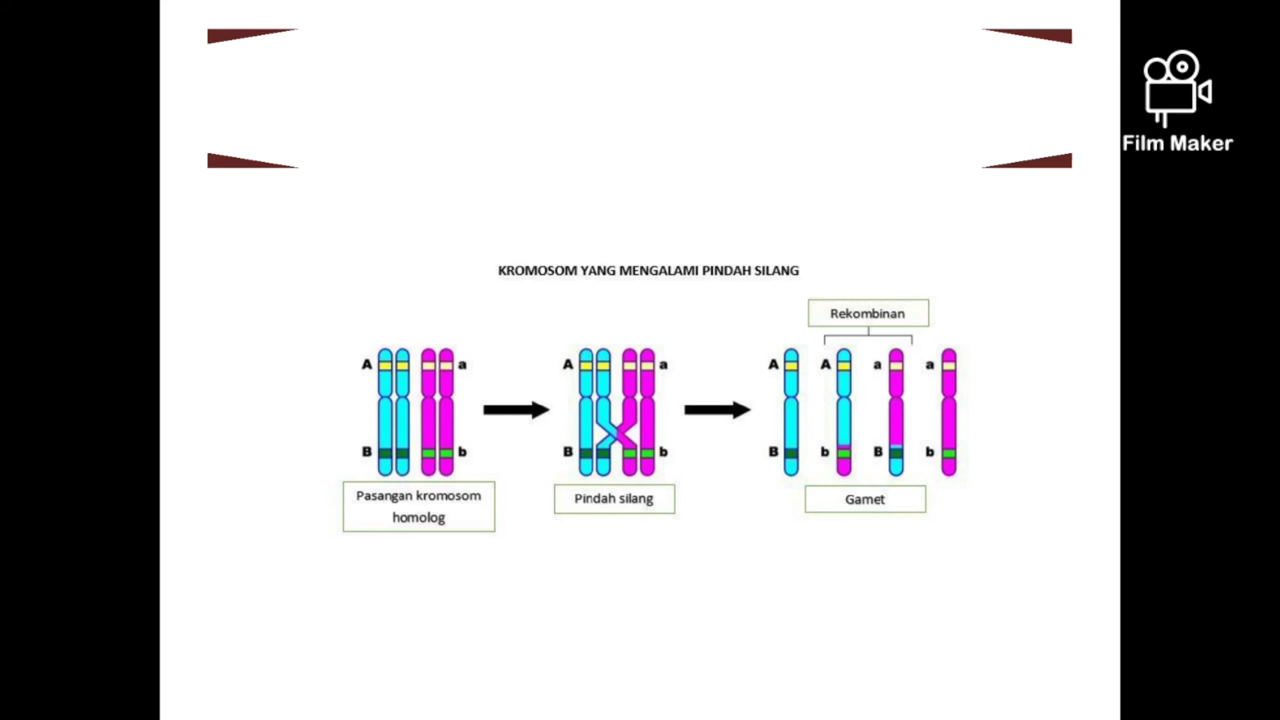 Film Maker
KROMOSOM YANG MENGALAMI PINDAH SILANG
Rekombinan
A a A a A A a a
B b B b B b B b
Pasangan kromosom
homolog
Pindah silang
Gamet